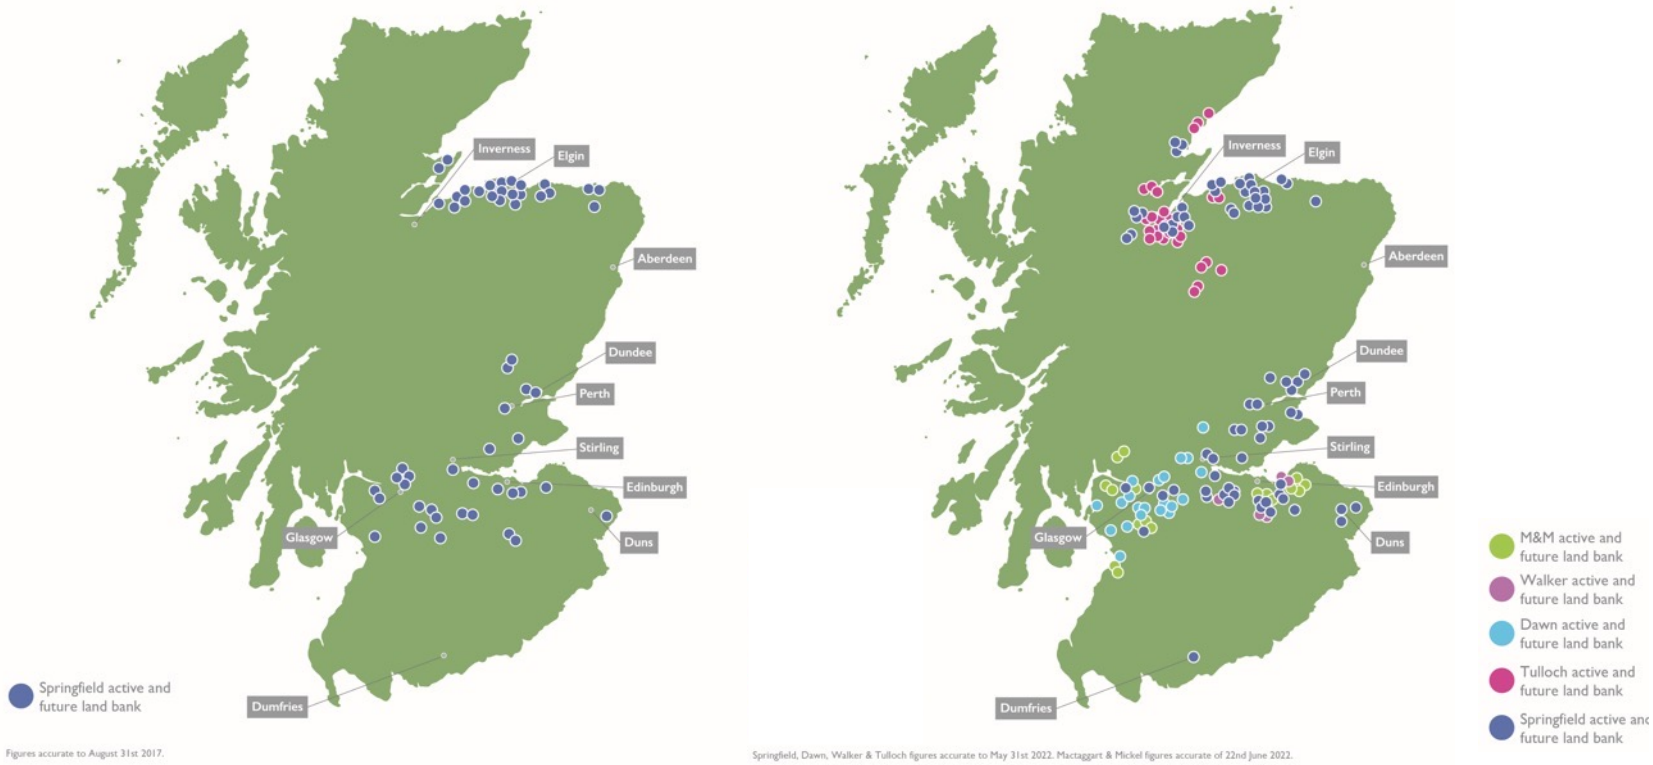 Inverness
Elgin
Aberdeen
Dundee
Perth
Stirling
Edinburgh
Glasgow
Duns
Dumfries
Springfield active and
future land bank
Figures accurate to August 31st 2017.
Inverness
Elgin
Aberdeen
Dundee
Perth
Stirling
Edinburgh
Glasgow
Duns
Dumfries
M&M active and
future land bank
Walker active and
future land bank
Dawn active and
future land bank
Tulloch active and
future land bank
Springfield active and
future land bank
Springfield, Dawn, Walker & Tulloch figures accurate to May 31st 2022. Mactaggart & Mickel figures accurate of 22nd June 2022.